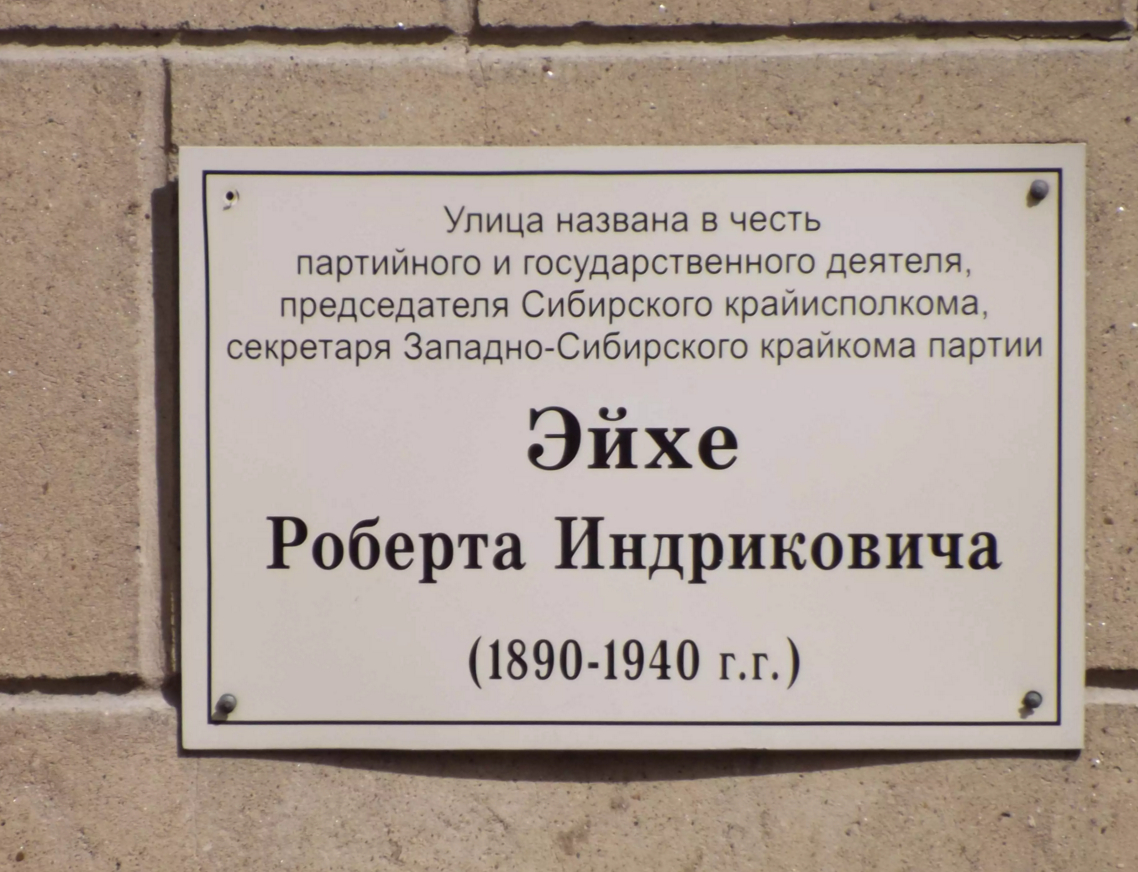 Улица названа в честь
партийного и государственного деятеля,
председателя Сибирского крайисполкома,
секретаря Западно-Сибирского крайкома партии
Эйхе
Роберта Индриковича
(1890-1940 г.г.)